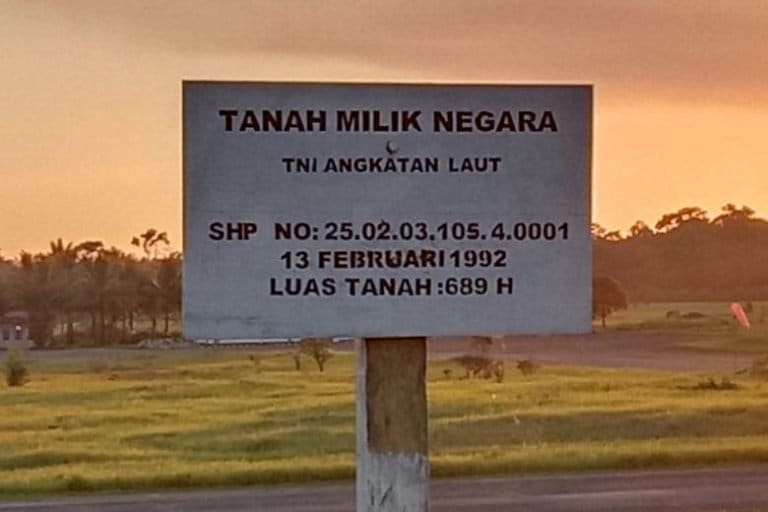 TANAH MILIK NEGARA
TNI ANGKATAN LAUT
SHP NO: 25.02.03.105.4.0001
13 FEBRUARI 1992
LUAS TANAH :689 H